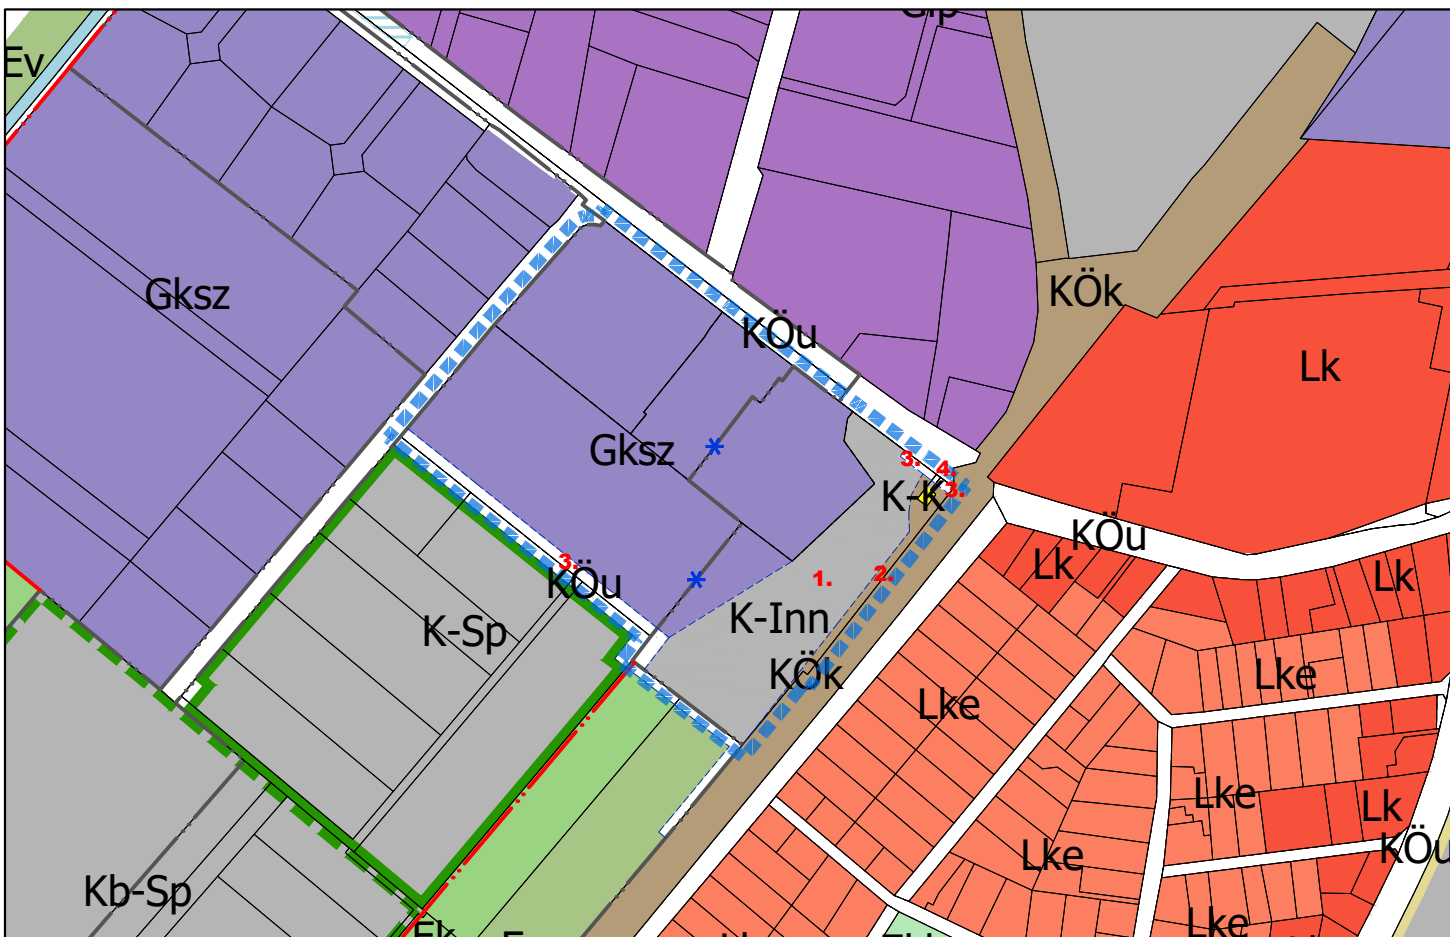 Gip
Ev
KÖk
Gksz
KÖu
Lk
Gksz
3.
4.
K-K
3.
KÖu
Lk
Lk
3.
KÖu
1.
2.
K-Inn
K-Sp
KÖk
Lke
Lke
Lke
Lk
KÖu
Lke
Kb-Sp
Lke